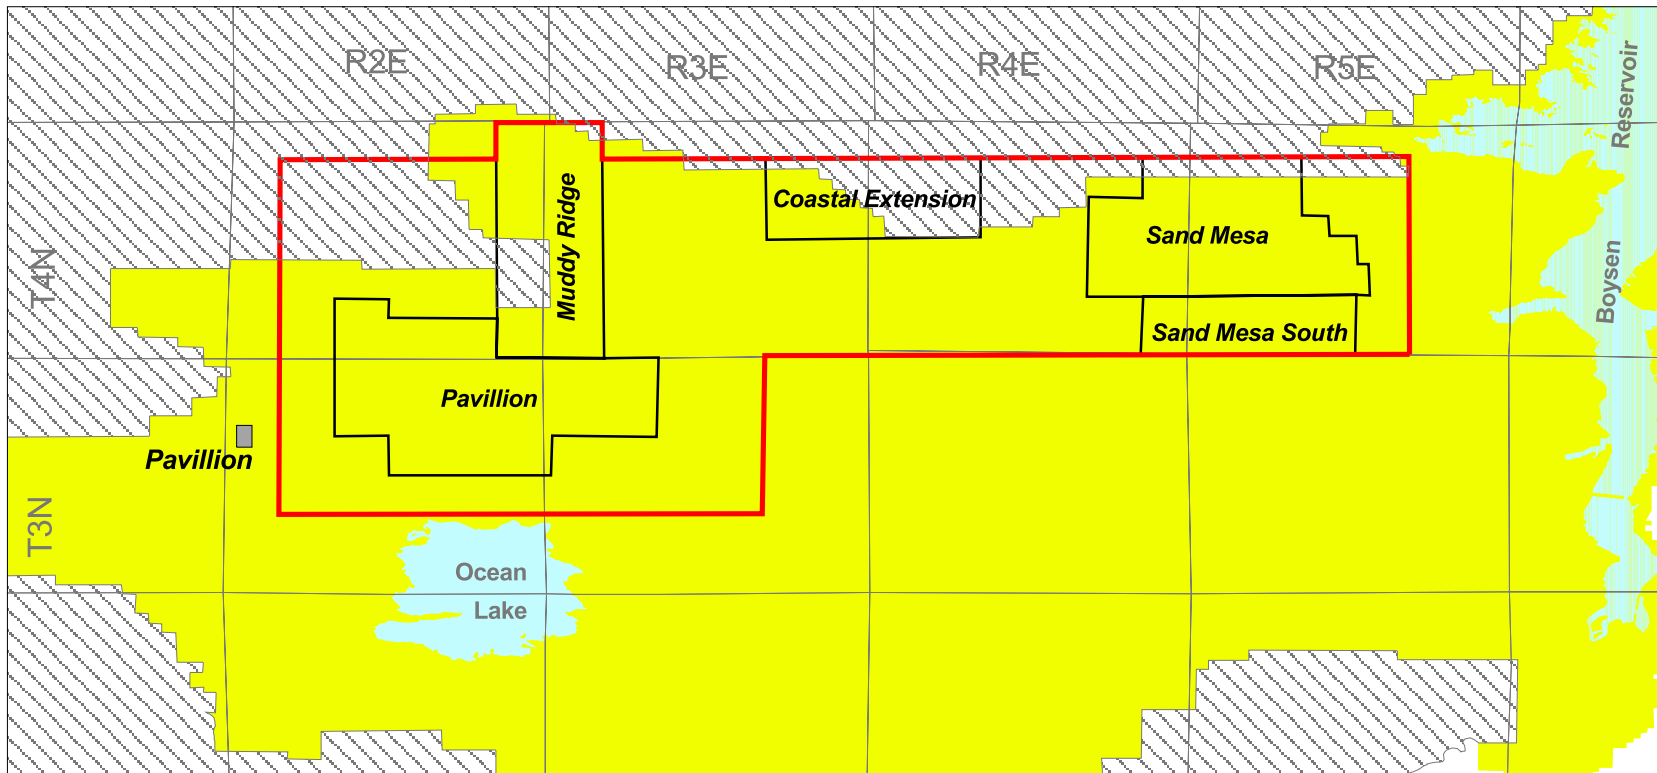 R2E
R3E
R4E
R5E
Reservoir
Boysen
T4N
T3N
Muddy Ridge
Coastal Extension
Sand Mesa
Sand Mesa South
Pavillion
Pavillion
Ocean
Lake